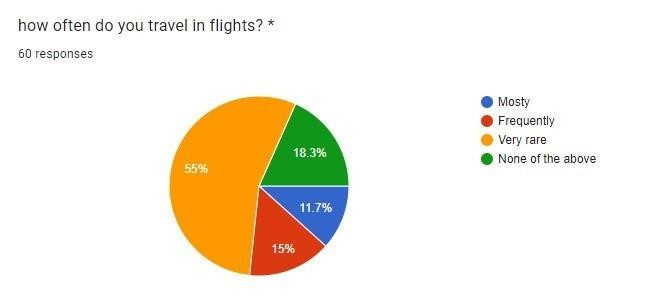 how often do you travel in flights? *
60 responses
Mosty
Frequently
Very rare
None of the above
18.3%
55%
11.7%
15%